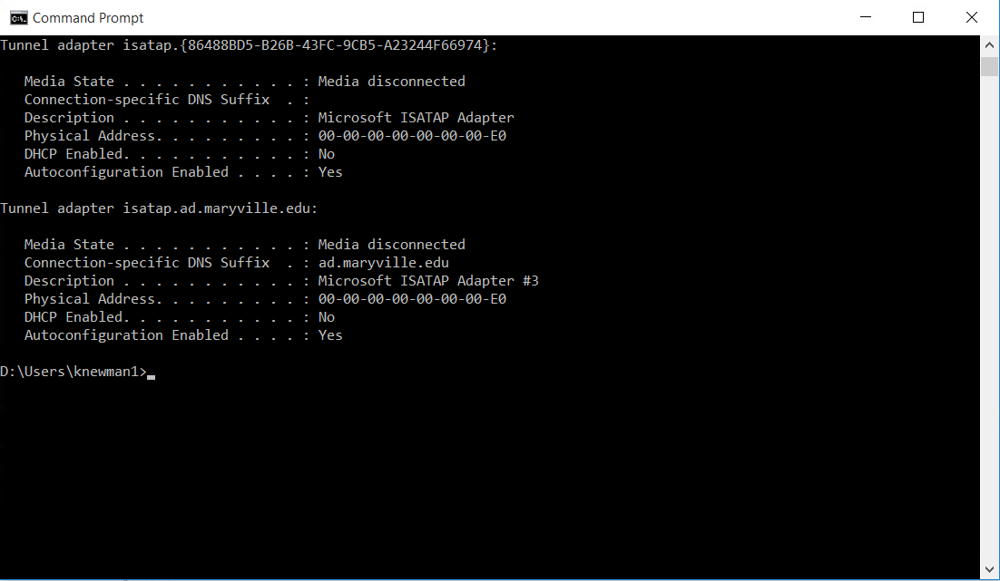 Command Prompt
Tunnel adapter isatap.{86488BD5-B26B-43FC-9CB5-A23244F66974}:
Media State . . . . . . . . . . . : Media disconnected
Connection-specific DNS Suffix  . :
Description . . . . . . . . . . . : Microsoft ISATAP Adapter
Physical Address. . . . . . . . . : 00-00-00-00-00-00-00-E0
DHCP Enabled. . . . . . . . . . . : No
Autoconfiguration Enabled . . . . : Yes
Tunnel adapter isatap.ad.maryville.edu:
Media State . . . . . . . . . . . : Media disconnected
Connection-specific DNS Suffix  . : ad.maryville.edu
Description . . . . . . . . . . . : Microsoft ISATAP Adapter #3
Physical Address. . . . . . . . . : 00-00-00-00-00-00-00-E0
DHCP Enabled. . . . . . . . . . . : No
Autoconfiguration Enabled . . . . : Yes
D:\Users\knewman1>